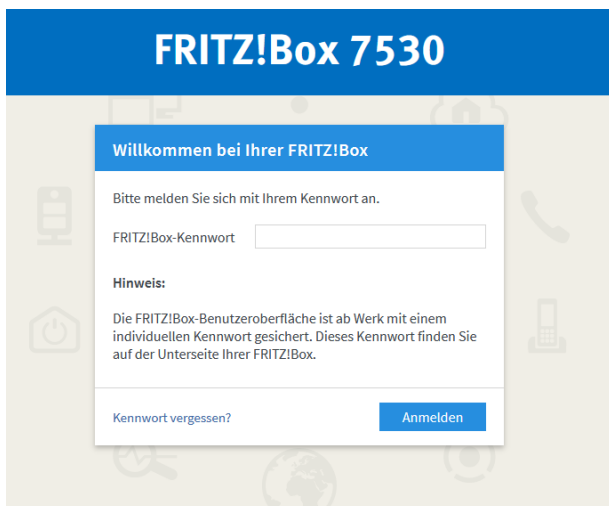 FRITZ!Box 7530
Willkommen bei Ihrer FRITZ!Box
Bitte melden Sie sich mit Ihrem Kennwort an.
FRITZ!Box-Kennwort
Hinweis:
Die FRITZ!Box-Benutzeroberfläche ist ab Werk mit einem
individuellen Kennwort gesichert. Dieses Kennwort finden Sie
auf der Unterseite Ihrer FRITZ!Box.
Kennwort vergessen?
Anmelden